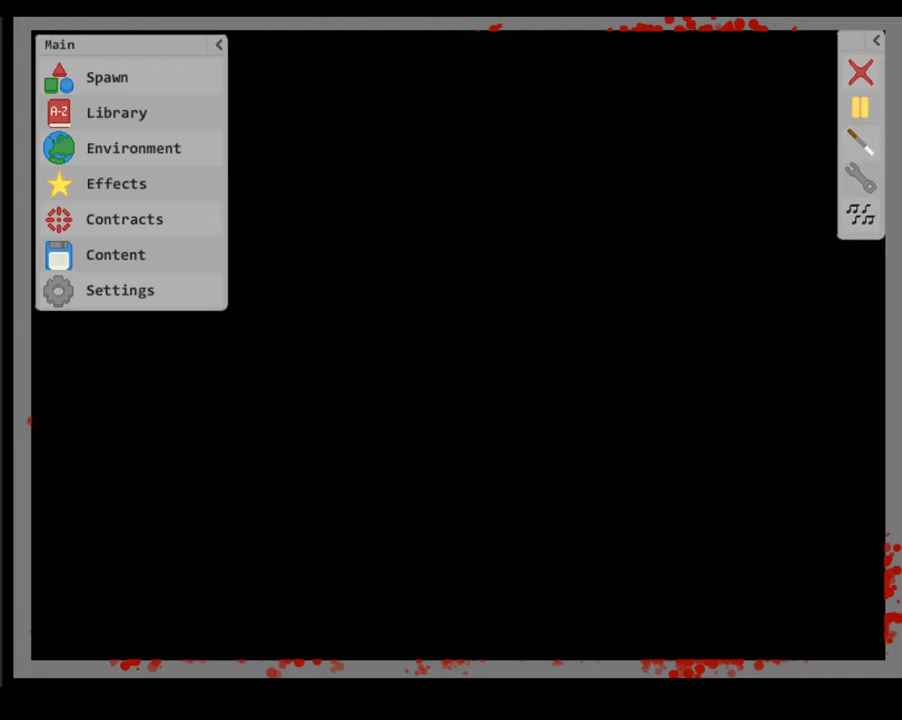 Main
Spawn
A-Z
Library
Environment
Effects
Contracts
Content
Settings